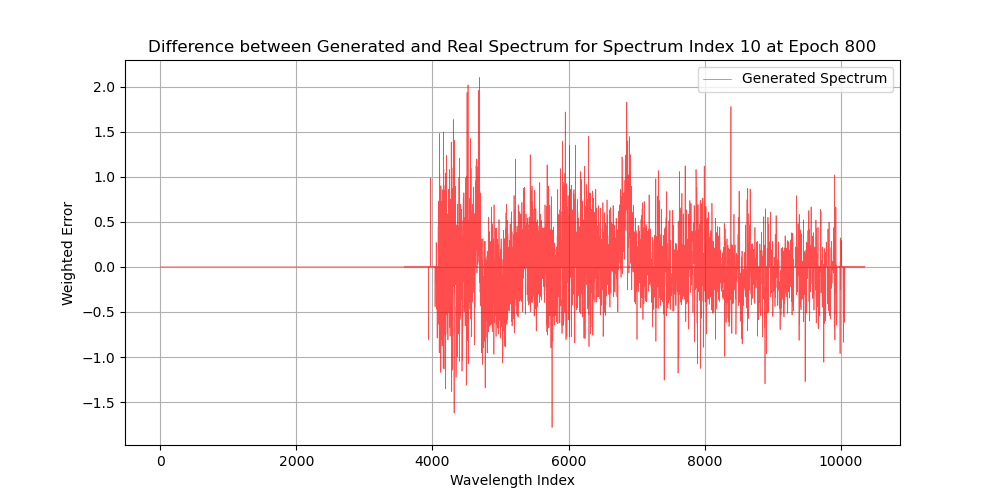 Difference between Generated and Real Spectrum for Spectrum Index 10 at Epoch 800
Generated Spectrum
2.0
1.5
1.0
0.5
0.0
−0.5
−1.0
−1.5
Weighted Error
0 2000 4000 6000 8000 10000
Wavelength Index